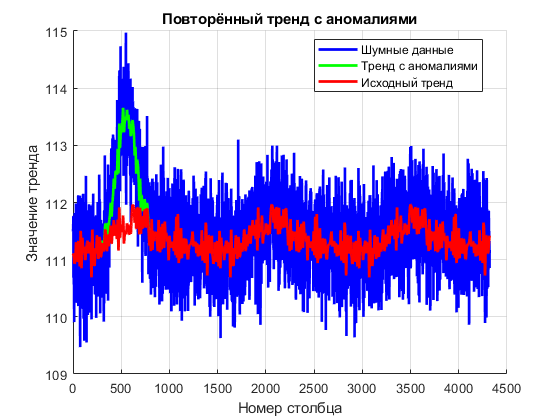 Повторённый тренд с аномалиями
Шумные данные
Тренд с аномалиями
Исходный тренд
Значение тренда
115
114
113
112
111
110
109
0 500 1000 1500 2000 2500 3000 3500 4000 4500
Номер столбца